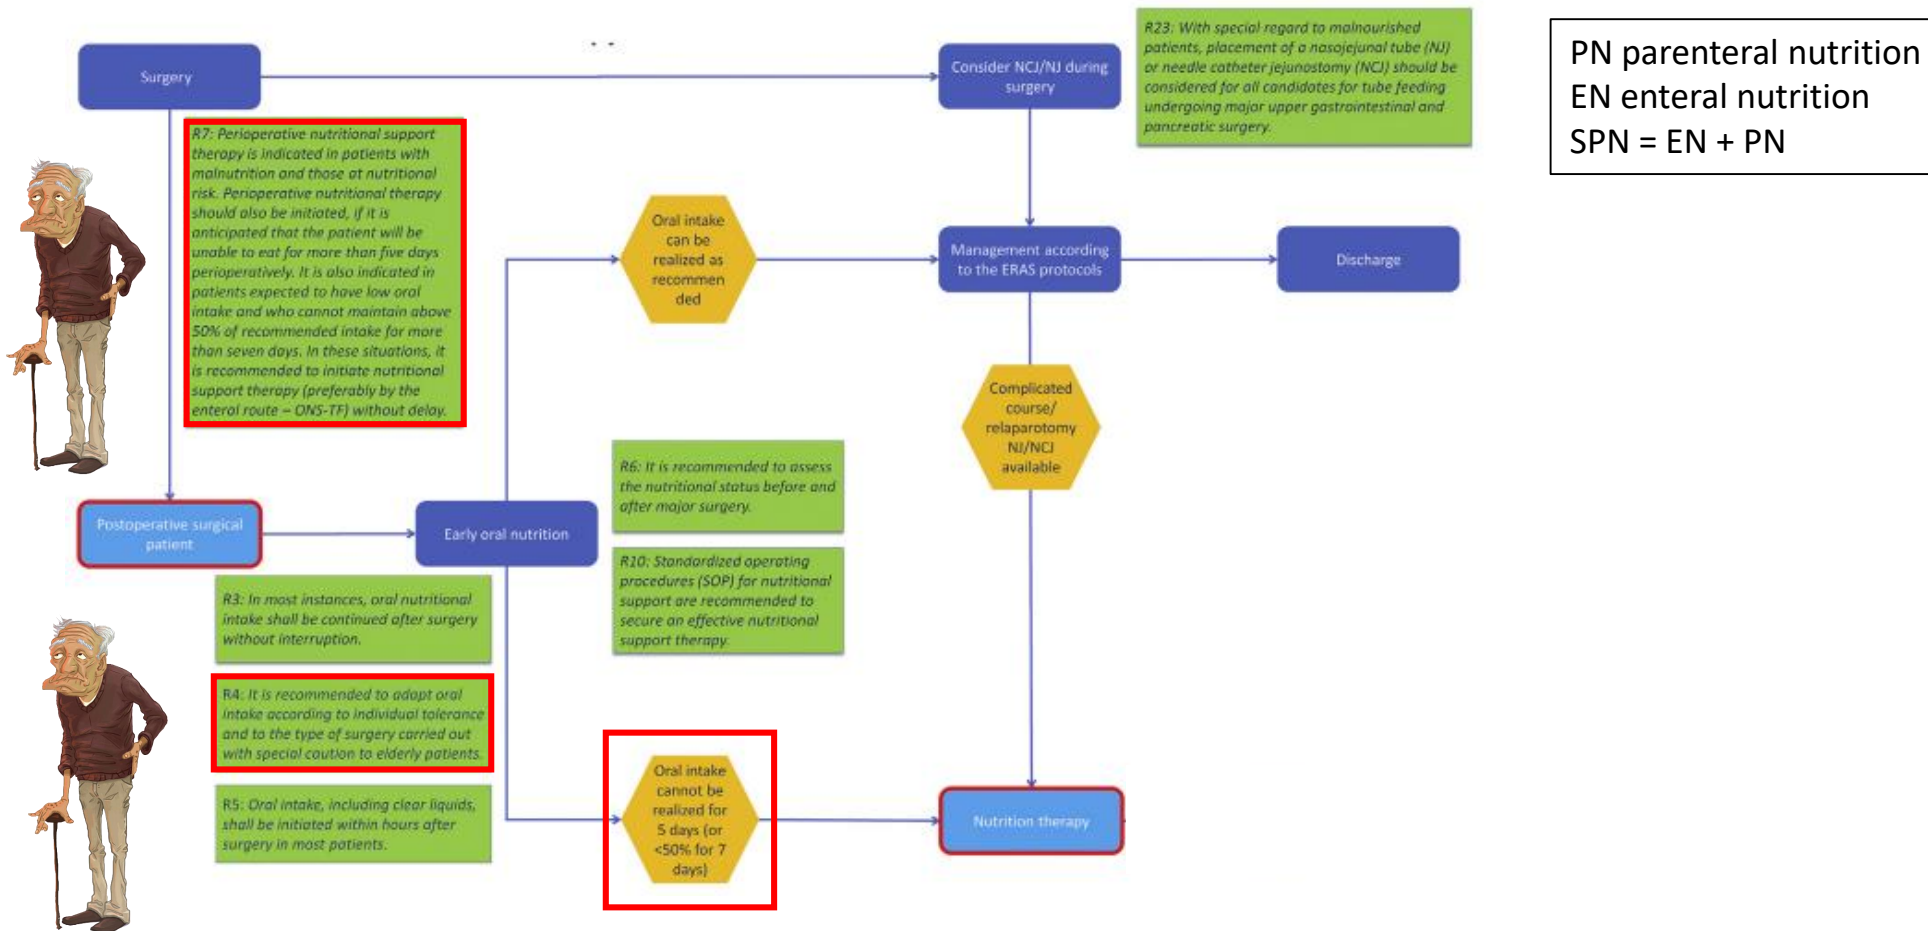 Surgery
Consider NCJ/NJ during
surgery
R23: With special regard to malnourished
patients, placement of a nasojejunal tube (NJ)
or needle catheter jejunostomy (NCJ) should be
considered for all candidates for tube feeding
undergoing major upper gastrointestinal and
pancreatic surgery.
PN parenteral nutrition
EN enteral nutrition
SPN = EN + PN
R7: Perioperative nutritional support
therapy is indicated in patients with
malnutrition and those at nutritional
risk. Perioperative nutritional therapy
should also be initiated, if it is
anticipated that the patient will be
unable to eat for more than five days
perioperatively. It is also indicated in
patients expected to have low oral
intake and who cannot maintain above
50% of recommended intake for more
than seven days. In these situations, it
is recommended to initiate nutritional
support therapy (preferably by the
enteral route – ONS-TF) without delay.
Oral intake
can be
realized as
recommen
ded
Management according
to the ERAS protocols
Discharge
Complicated
course/
relaparotomy
NJ/NCJ
available
R6: It is recommended to assess
the nutritional status before and
after major surgery.
Postoperative surgical
patient
Early oral nutrition
R10: Standardized operating
procedures (SOP) for nutritional
support are recommended to
secure an effective nutritional
support therapy.
R3: In most instances, oral nutritional
intake shall be continued after surgery
without interruption.
R4: It is recommended to adapt oral
intake according to individual tolerance
and to the type of surgery carried out
with special caution to elderly patients.
R5: Oral intake, including clear liquids,
shall be initiated within hours after
surgery in most patients.
Oral intake
cannot be
realized for
5 days (or
<50% for 7
days)
Nutrition therapy